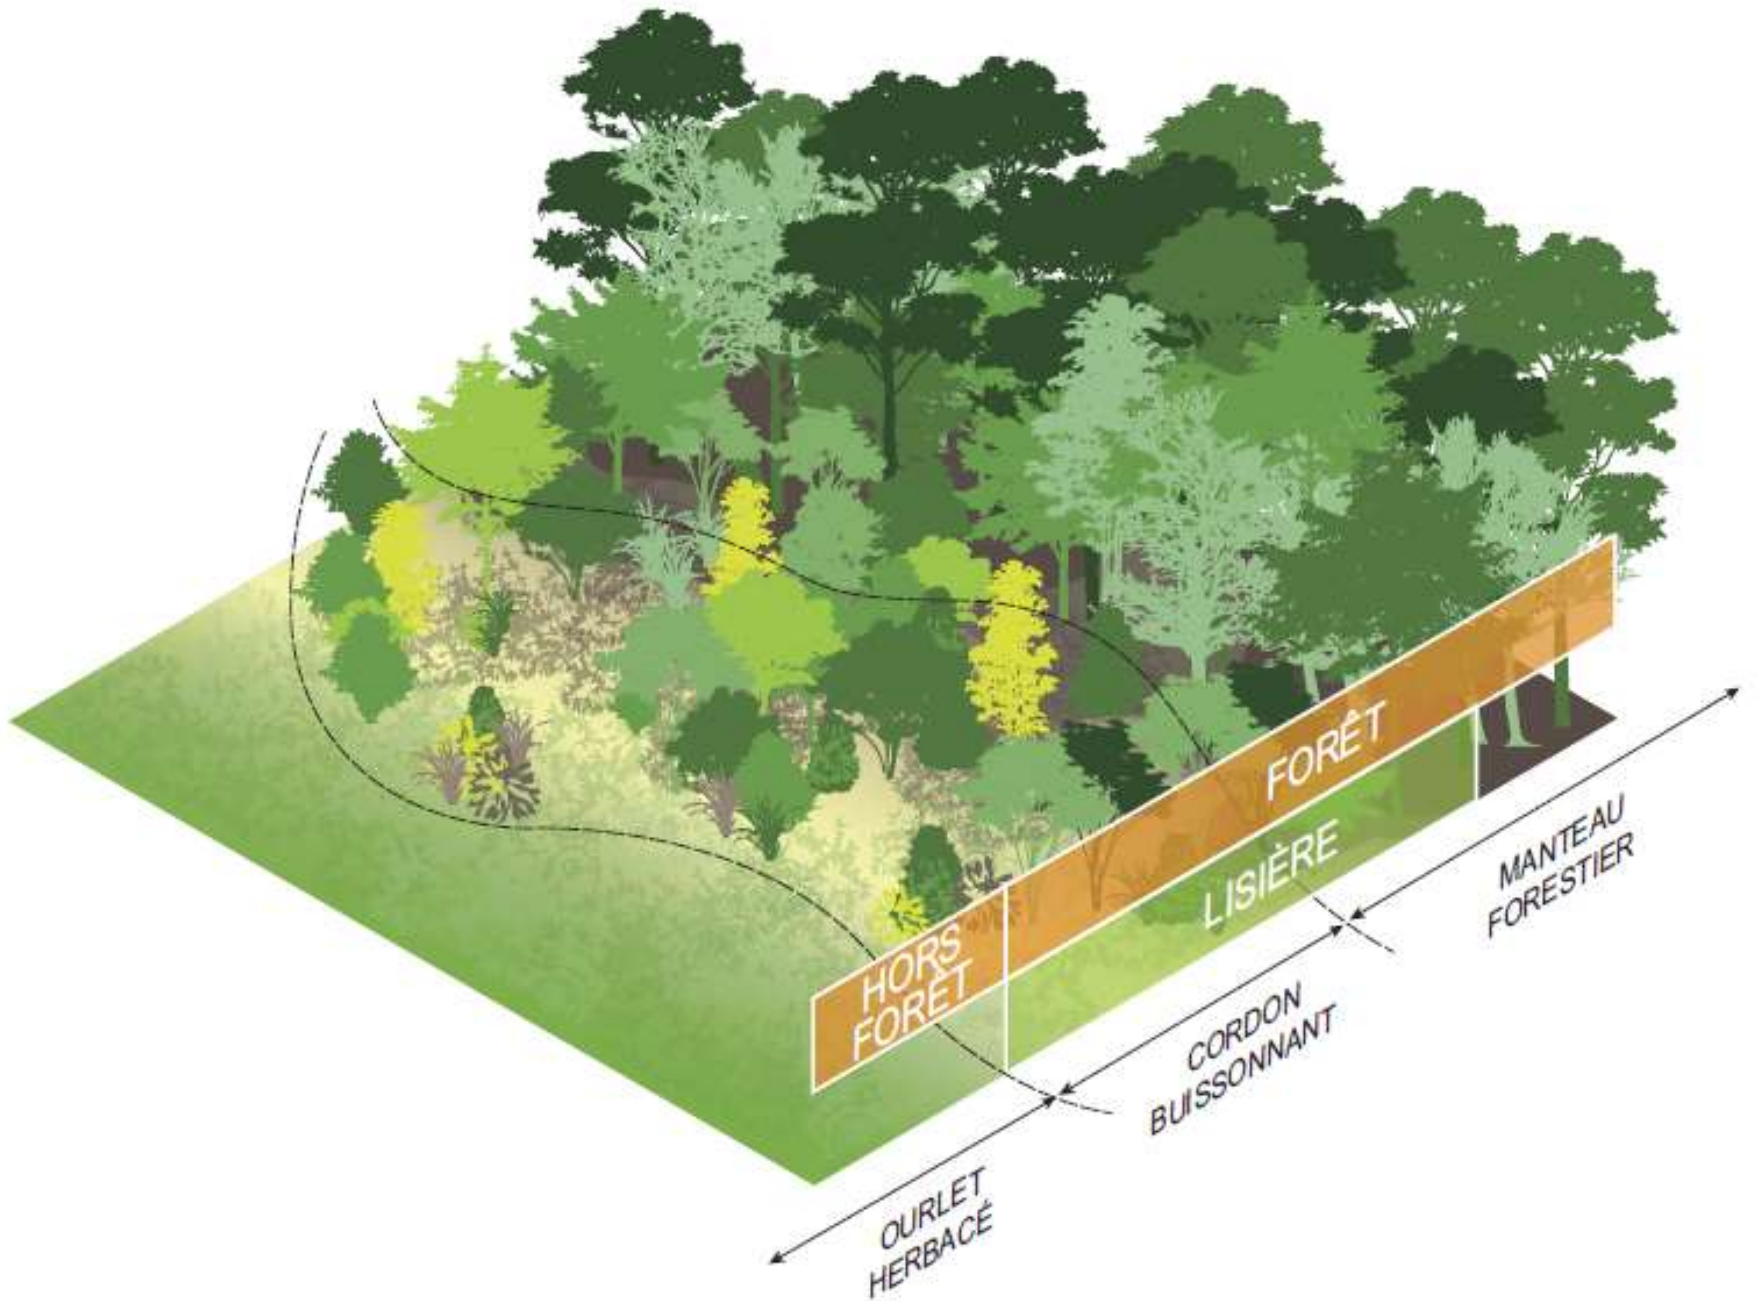 FORÊT
LISIÈRE
HORS
FORÊT
MANTEAU
FORESTIER
CORDON
BUISSONNANT
OURLET
HERBACÉ